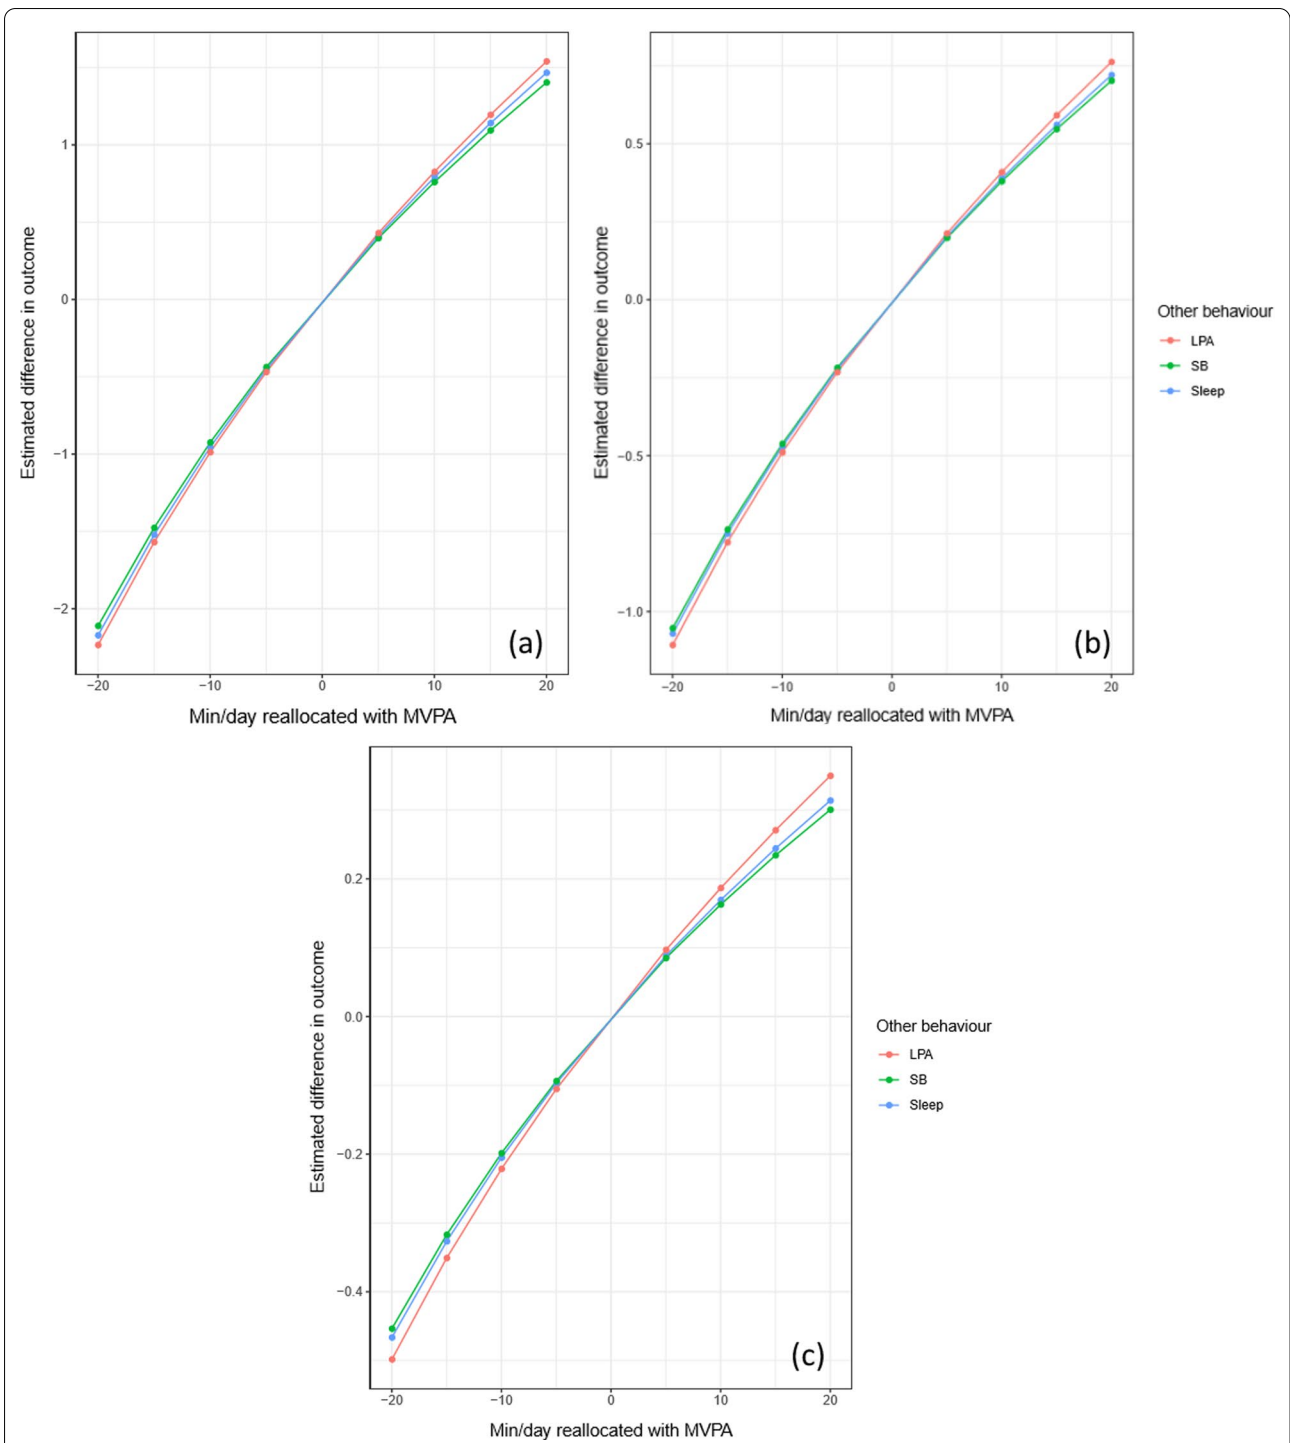 1
0
−1
−2
−20
−10
0
10
20
Estimated difference in outcome
Min/day reallocated with MVPA
(a)
0.5
0.0
−0.5
−1.0
−20
−10
0
10
20
Estimated difference in outcome
Min/day reallocated with MVPA
(b)
Other behaviour
LPA
SB
Sleep
0.2
0.0
−0.2
−0.4
−20
−10
0
10
20
Estimated difference in outcome
Min/day reallocated with MVPA
(c)
Other behaviour
LPA
SB
Sleep